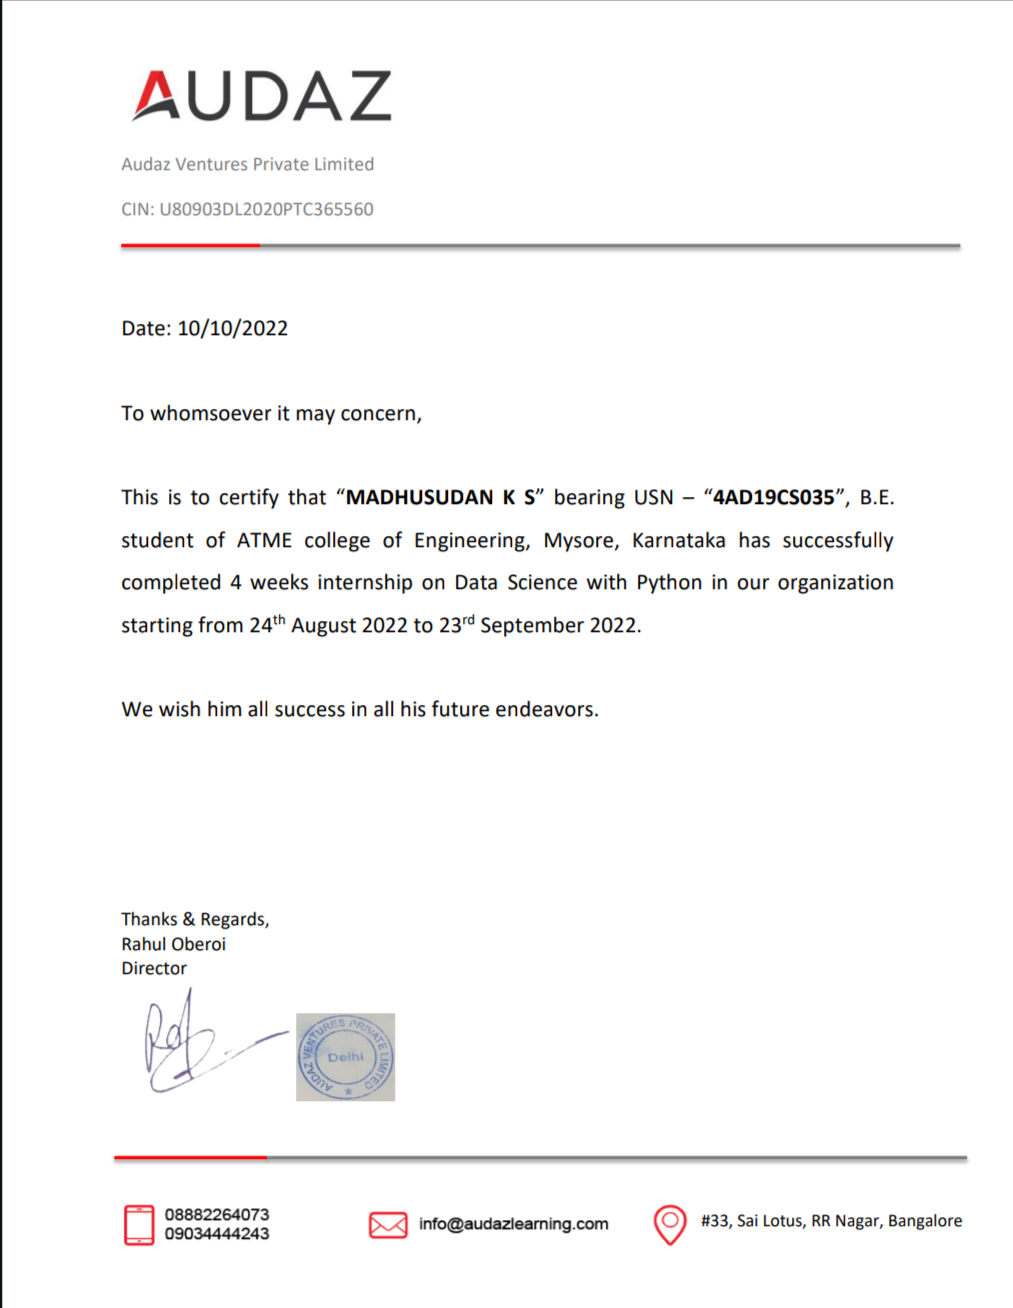 AUDAZ
Audaz Ventures Private Limited
CIN: U80903DL2020PTC365560
Date: 10/10/2022
To whomsoever it may concern,
This is to certify that “MADHUSUDAN K S” bearing USN – “4AD19CS035”, B.E.
student of ATME college of Engineering, Mysore, Karnataka has successfully
completed 4 weeks internship on Data Science with Python in our organization
starting from 24th August 2022 to 23rd September 2022.
We wish him all success in all his future endeavors.
Thanks & Regards,
Rahul Oberoi
Director
AUDAZ VENTURES PRIVATE LIMITED
Delhi
08882264073
09034444243
info@audazlearning.com
#33, Sai Lotus, RR Nagar, Bangalore